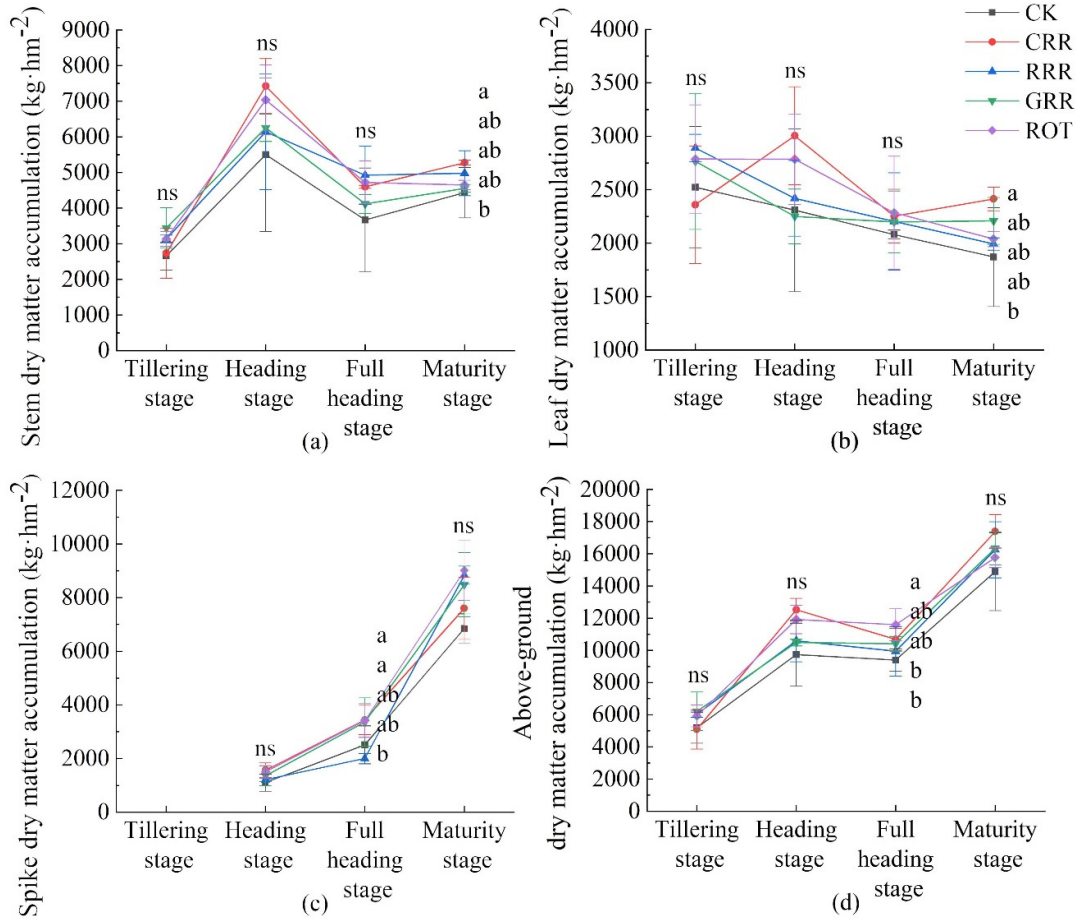 Stem dry matter accumulation (kg·hm⁻²)
9000
8000
7000
6000
5000
4000
3000
2000
1000
0
ns
ns
ns
a
ab
ab
ab
b
Tillering stage
Heading stage
Full heading stage
Maturity stage
(a)
Leaf dry matter accumulation (kg·hm⁻²)
4000
3500
3000
2500
2000
1500
1000
ns
ns
ns
a
ab
ab
ab
b
CK
CRR
RRR
GRR
ROT
Tillering stage
Heading stage
Full heading stage
Maturity stage
(b)
Spike dry matter accumulation (kg·hm⁻²)
12000
10000
8000
6000
4000
2000
0
ns
a
a
ab
ab
b
ns
Tillering stage
Heading stage
Full heading stage
Maturity stage
(c)
Above-ground
dry matter accumulation (kg·hm⁻²)
20000
18000
16000
14000
12000
10000
8000
6000
4000
2000
0
ns
ns
a
ab
ab
b
b
ns
Tillering stage
Heading stage
Full heading stage
Maturity stage
(d)